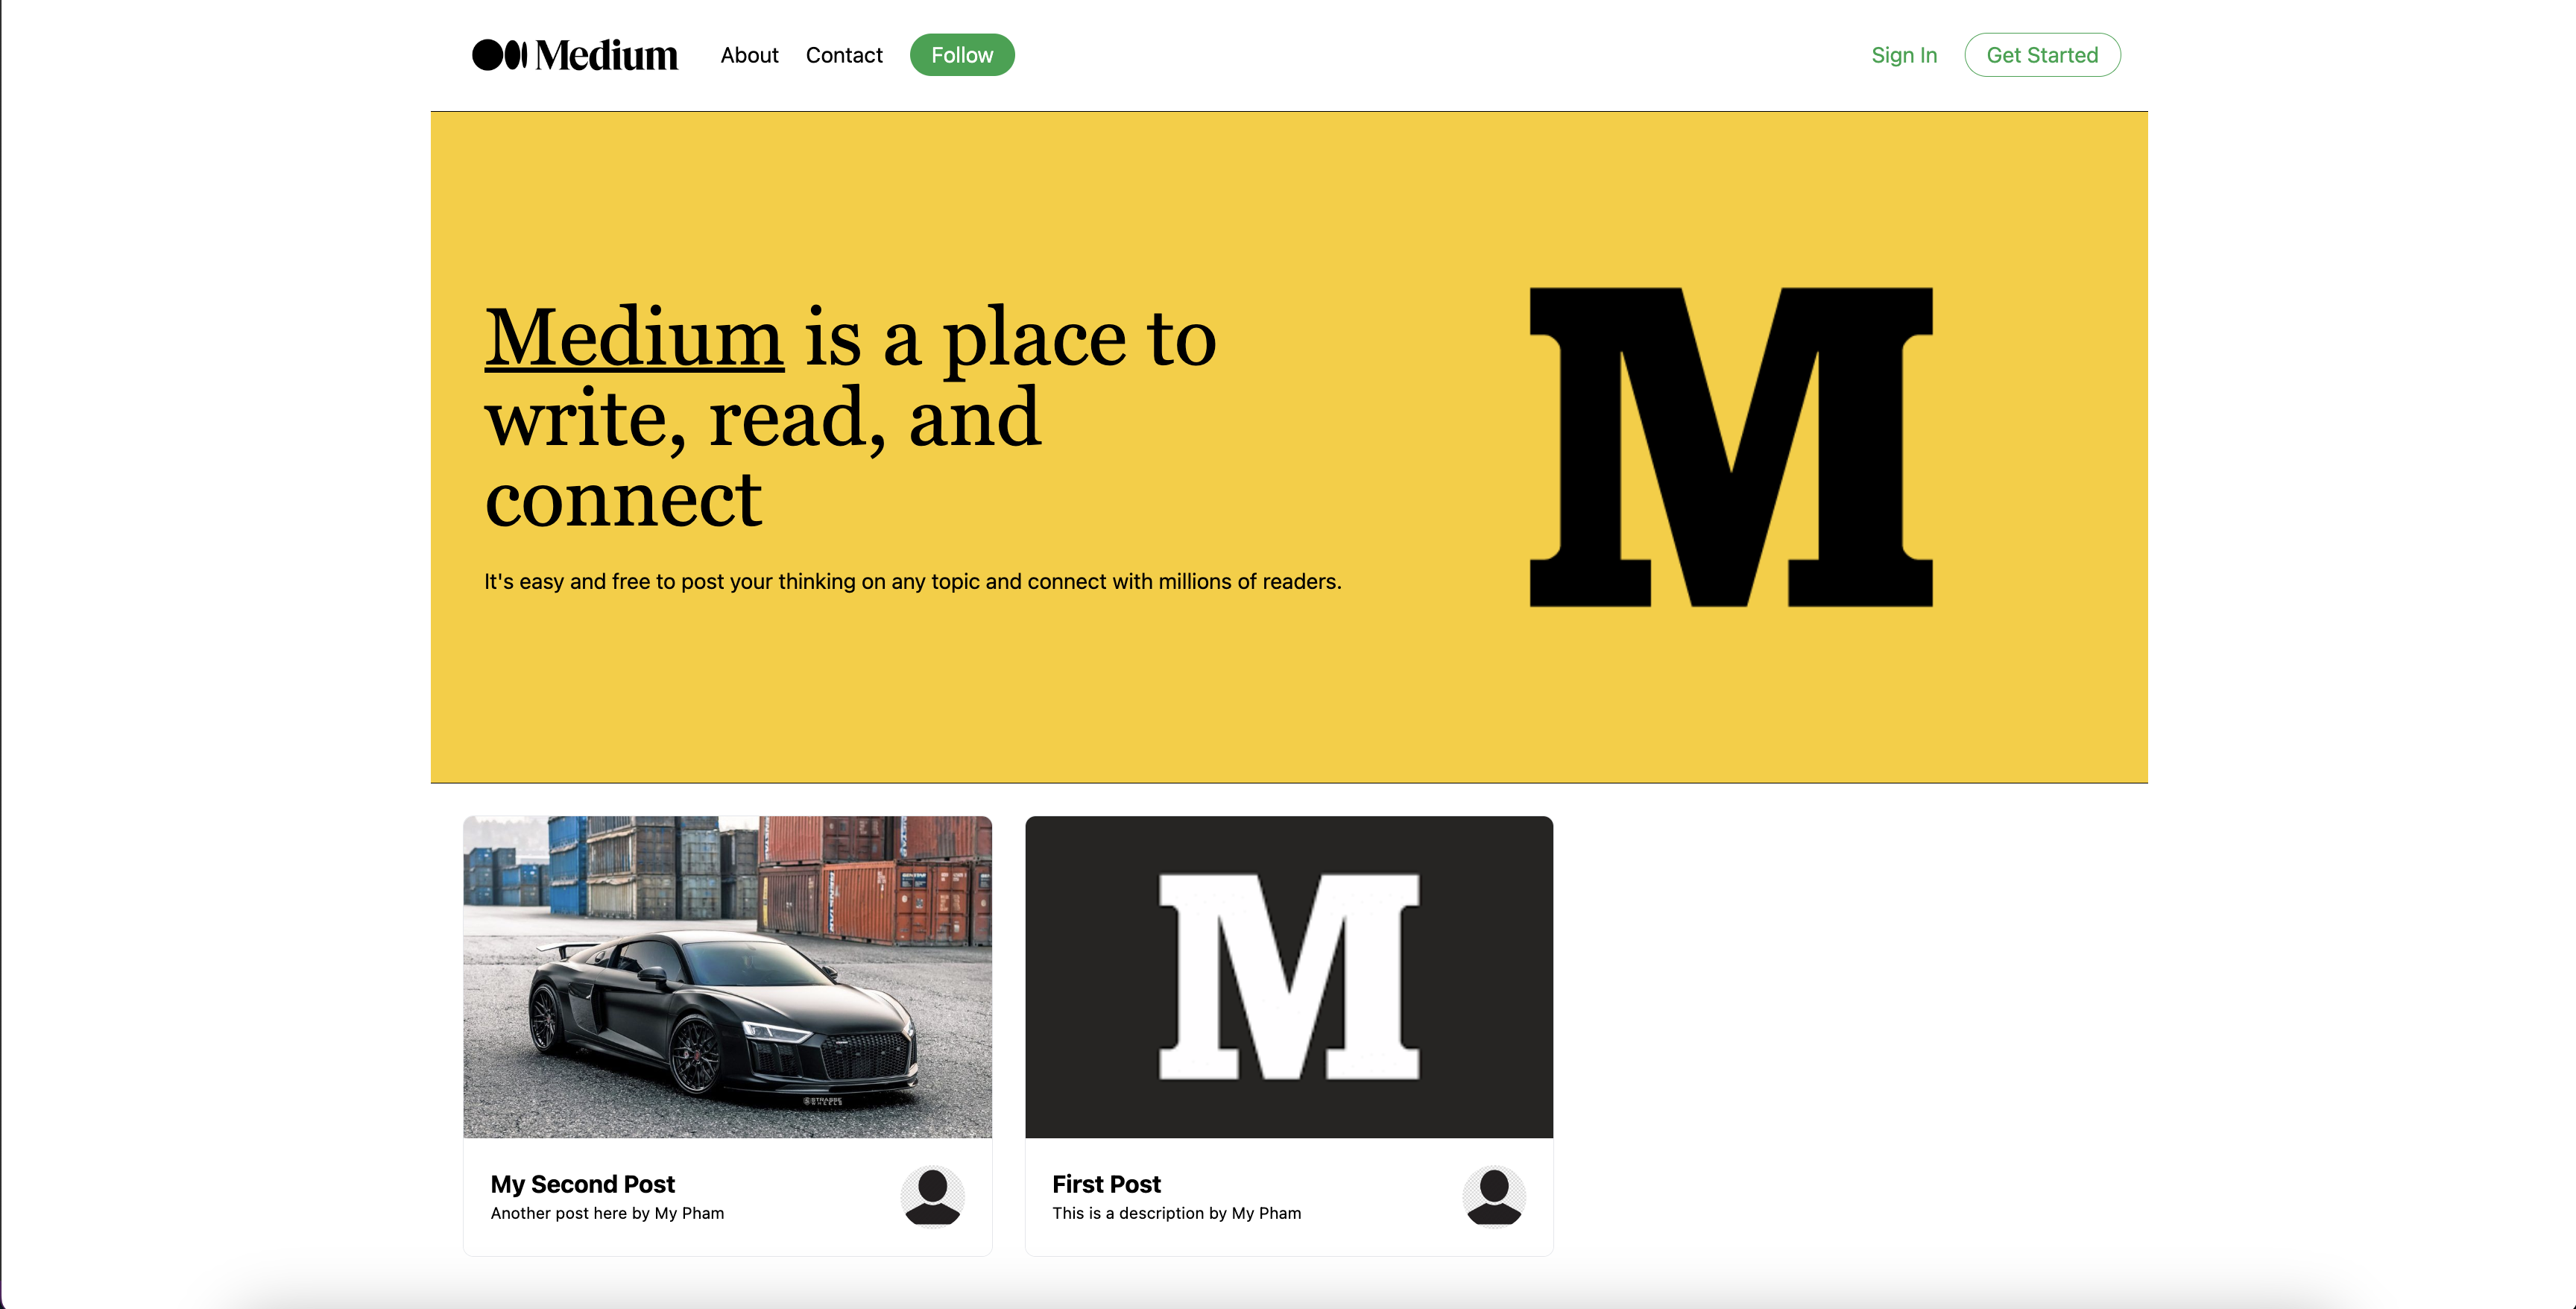 Medium About Contact Follow Sign In Get Started
Medium is a place to
write, read, and
connect
It's easy and free to post your thinking on any topic and connect with millions of readers.
M
STRASSE
WHEELS
M
My Second Post
Another post here by My Pham
First Post
This is a description by My Pham